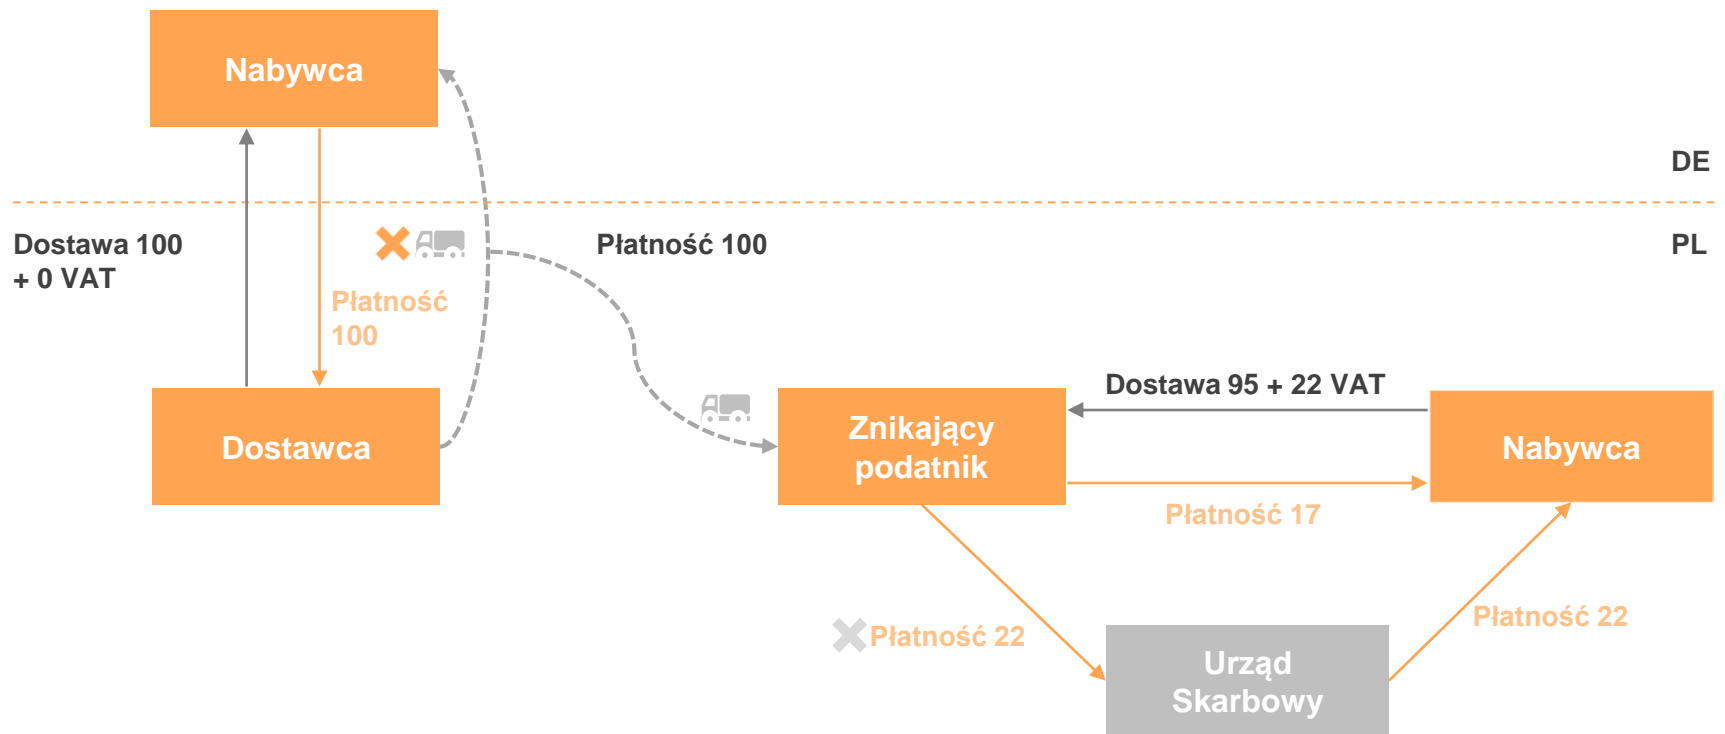 Nabywca
DE
Dostawa 100
+ 0 VAT
Płatność 100
PL
Płatność
100
Dostawa 95 + 22 VAT
Dostawca
Znikający
podatnik
Nabywca
Płatność 17
Płatność 22
Płatność 22
Urząd
Skarbowy